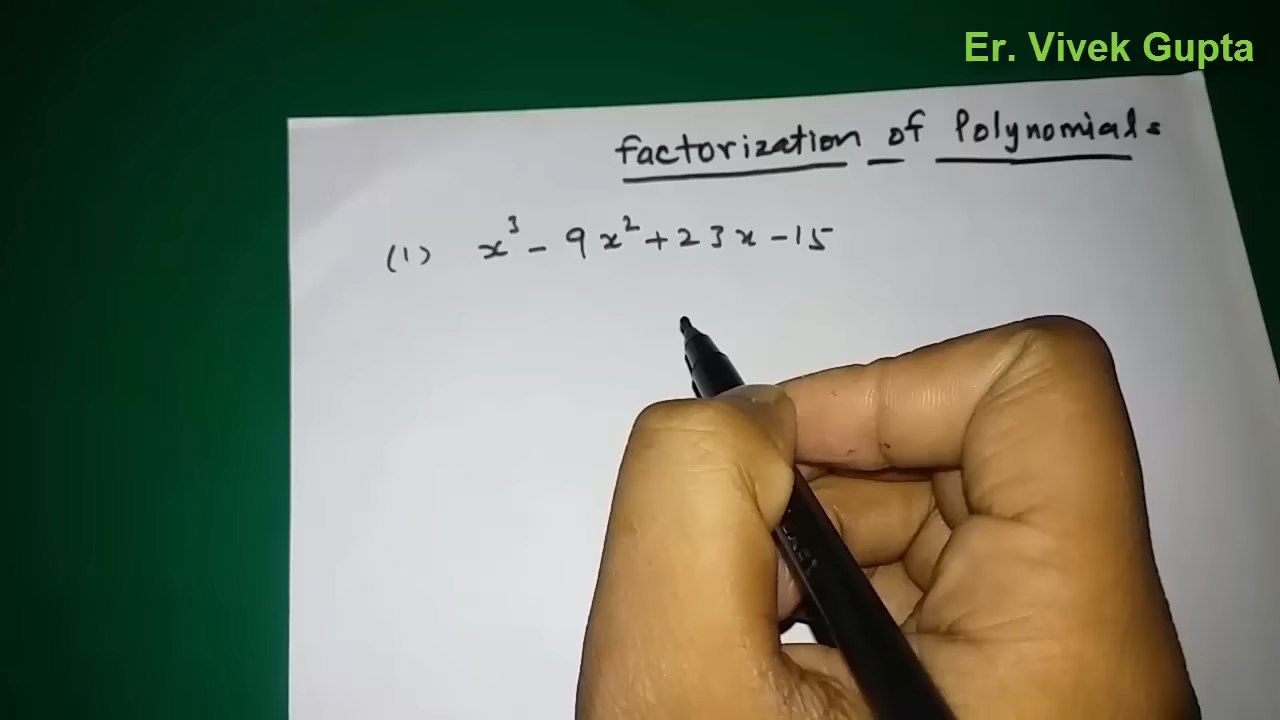 Er. Vivek Gupta
Factorization of Polynomials
(1) x³ - 9x² + 23x - 15